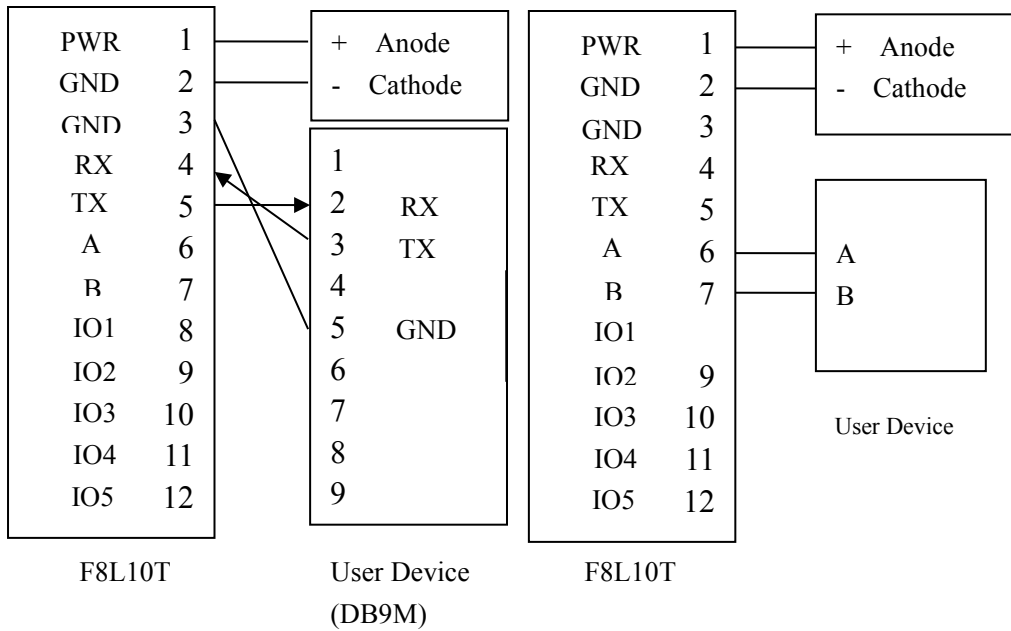 PWR 1
GND 2
GND 3
RX 4
TX 5
A 6
B 7
IO1 8
IO2 9
IO3 10
IO4 11
IO5 12
F8L10T
+ Anode
- Cathode
1
2 RX
3 TX
4
5 GND
6
7
8
9
User Device
(DB9M)
PWR 1
GND 2
GND 3
RX 4
TX 5
A 6
B 7
IO1
IO2 9
IO3 10
IO4 11
IO5 12
F8L10T
+ Anode
- Cathode
A
B
User Device